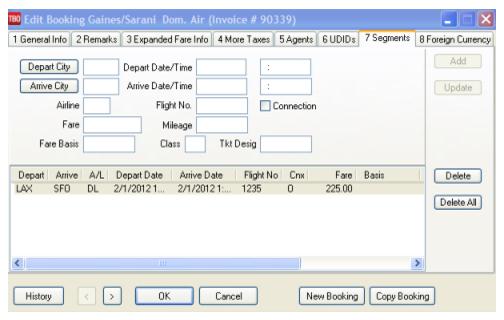 TBO Edit Booking Gaines/Sarani Dom. Air (Invoice # 90339)
1 General Info 2 Remarks 3 Expanded Fare Info 4 More Taxes 5 Agents 6 UDIDs 7 Segments 8 Foreign Currency
Depart City Depart Date/Time : Add
Arrive City Arrive Date/Time : Update
Airline Flight No. Connection
Fare Mileage
Fare Basis Class Tkt Desig
Depart Arrive A/L Depart Date Arrive Date Flight No Cnx Fare Basis Delete
LAX SFO DL 2/1/2012 1... 2/1/2012 1:... 1235 O 225.00
Delete All
History < > OK Cancel New Booking Copy Booking